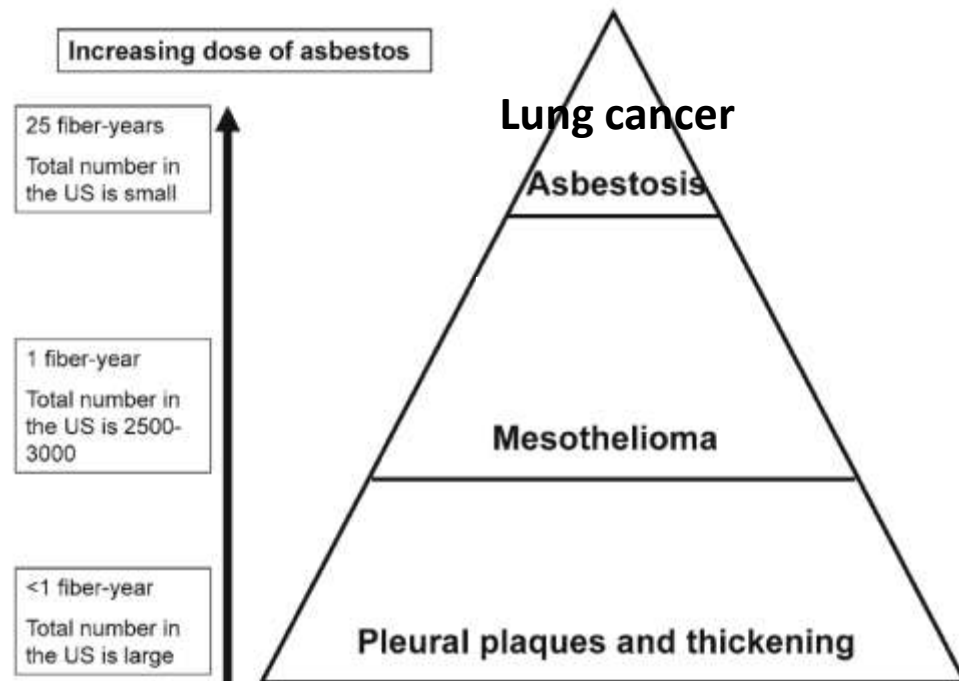 Increasing dose of asbestos
25 fiber-years
Total number in
the US is small
Lung cancer
Asbestosis
1 fiber-year
Total number in
the US is 2500-
3000
Mesothelioma
<1 fiber-year
Total number in
the US is large
Pleural plaques and thickening